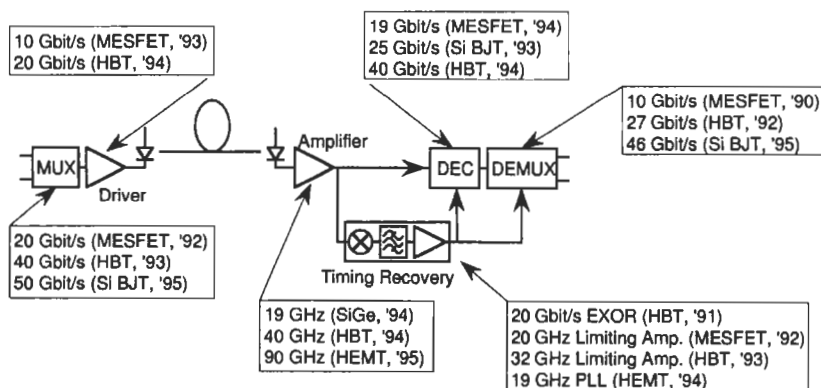 10 Gbit/s (MESFET, '93)
20 Gbit/s (HBT, '94)
19 Gbit/s (MESFET, '94)
25 Gbit/s (Si BJT, '93)
40 Gbit/s (HBT, '94)
10 Gbit/s (MESFET, '90)
27 Gbit/s (HBT, '92)
46 Gbit/s (Si BJT, '95)
MUX
Driver
Amplifier
DEC
DEMUX
Timing Recovery
20 Gbit/s (MESFET, '92)
40 Gbit/s (HBT, '93)
50 Gbit/s (Si BJT, '95)
19 GHz (SiGe, '94)
40 GHz (HBT, '94)
90 GHz (HEMT, '95)
20 Gbit/s EXOR (HBT, '91)
20 GHz Limiting Amp. (MESFET, '92)
32 GHz Limiting Amp. (HBT, '93)
19 GHz PLL (HEMT, '94)